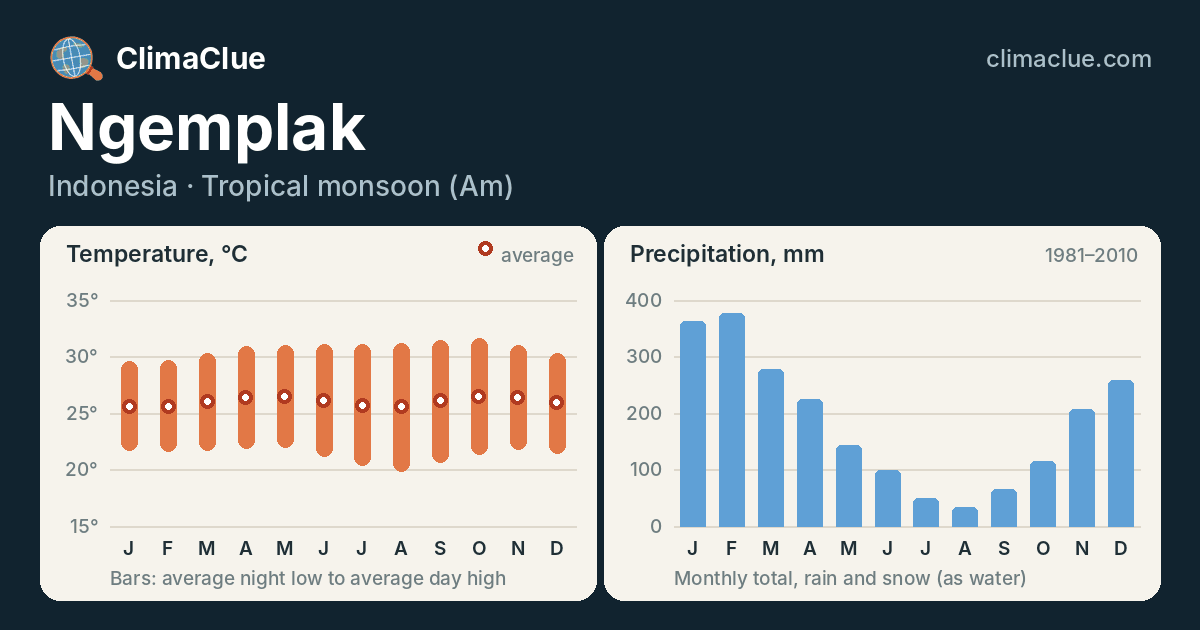 ClimaClue
climaclue.com
Ngemplak
Indonesia · Tropical monsoon (Am)
Temperature, °C
average
35°
30°
25°
20°
15°
J F M A M J J A S O N D
Bars: average night low to average day high
Precipitation, mm
1981–2010
400
300
200
100
0
J F M A M J J A S O N D
Monthly total, rain and snow (as water)